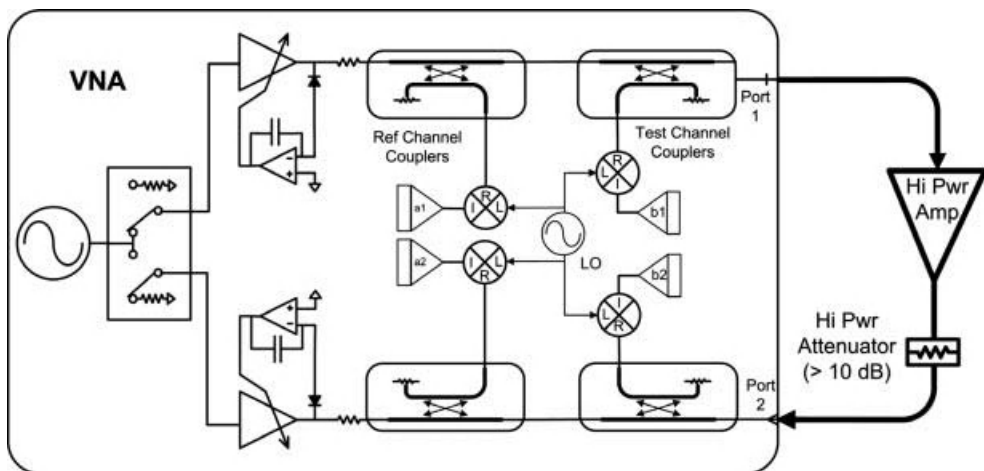 VNA
Ref Channel
Couplers
Test Channel
Couplers
Port
1
R
I L
a1
R
L
I
b1
LO
a2
I L
R
I
L
R
b2
Port
2
Hi Pwr
Amp
Hi Pwr
Attenuator
(> 10 dB)
- +
+ -